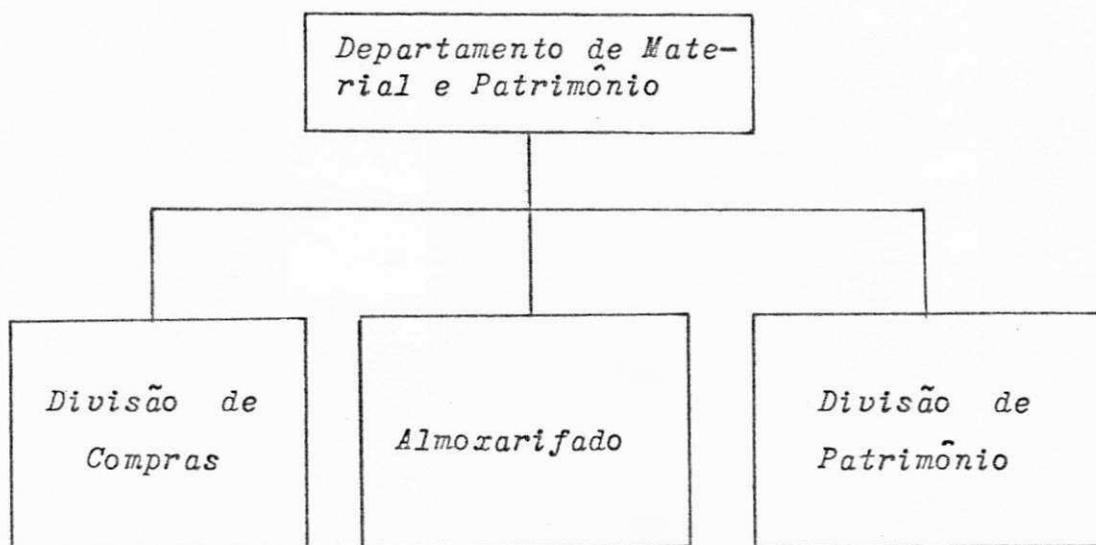 Departamento de Mate-
rial e Patrimônio
Divisão de
Compras
Almoxarifado
Divisão de
Patrimônio